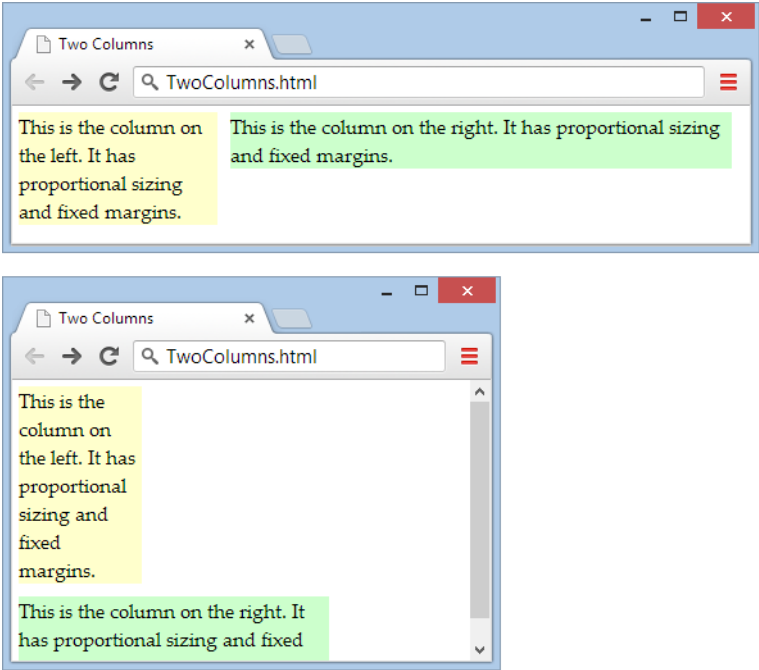 Two Columns
TwoColumns.html
This is the column on
the left. It has
proportional sizing
and fixed margins.
This is the column on the right. It has proportional sizing
and fixed margins.
Two Columns
TwoColumns.html
This is the
column on
the left. It has
proportional
sizing and
fixed
margins.
This is the column on the right. It
has proportional sizing and fixed